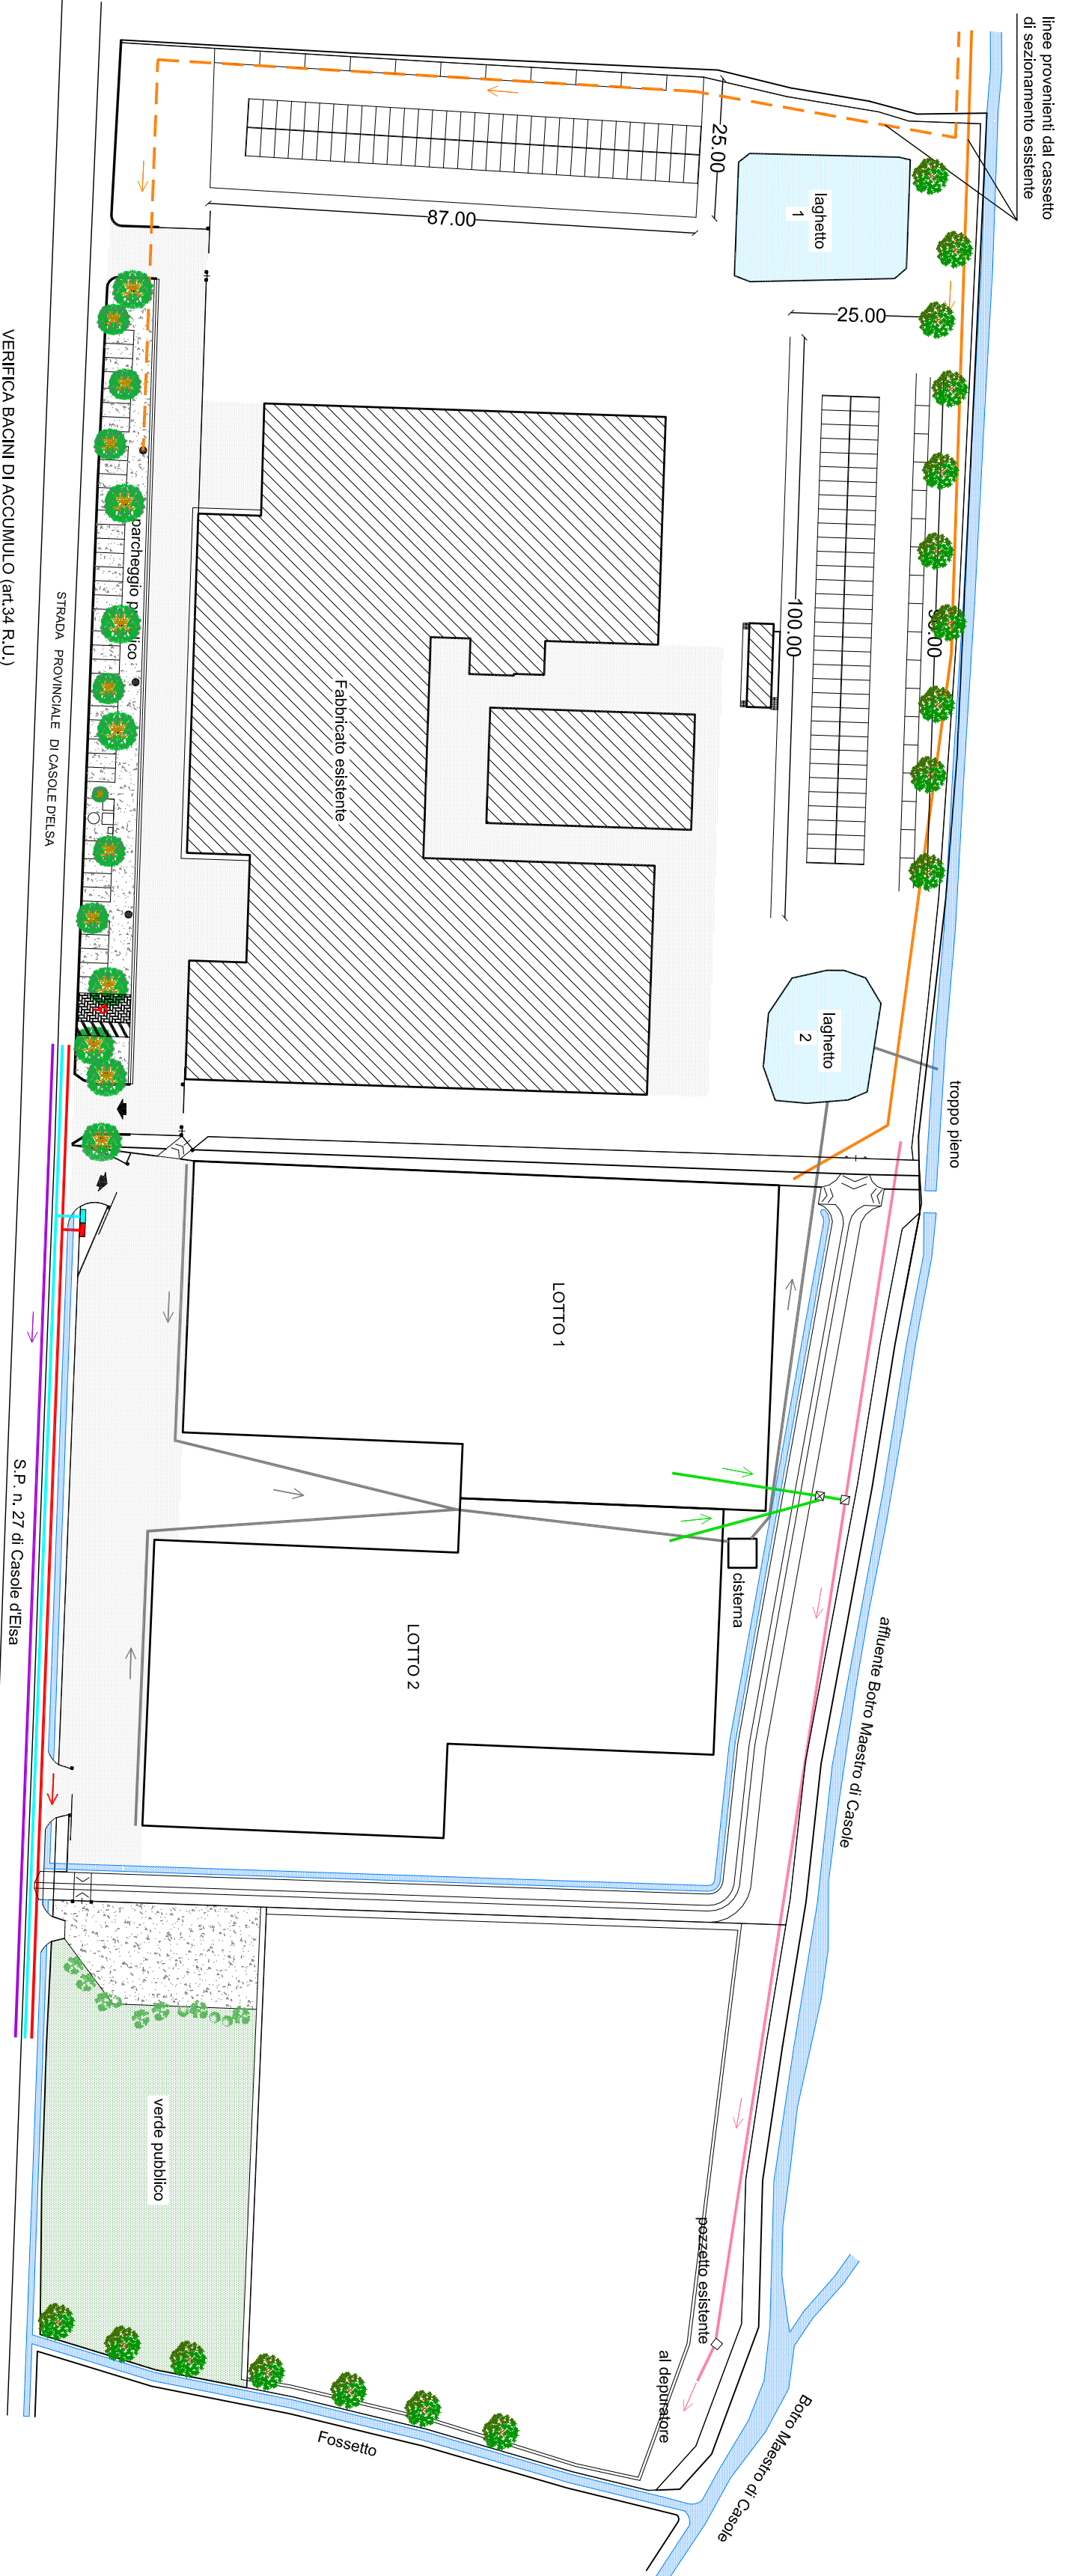 linee provenienti dal cassetto
di sezionamento esistente
25.00
laghetto
1
87.00
25.00
parcheggio p lico
100.00
.00
Fabbricato esistente
STRADA PROVINCIALE DI CASOLE D'ELSA
VERIFICA BACINI DI ACCUMULO (art.34 R.U.)
laghetto
2
troppo pieno
LOTTO 1
S.P. n. 27 di Casole d'Elsa
cisterna
LOTTO 2
affluente Botro Maestro di Casole
verde pubblico
pozzetto esistente
al depuratore
Fossetto
Botro Maestro di Casole